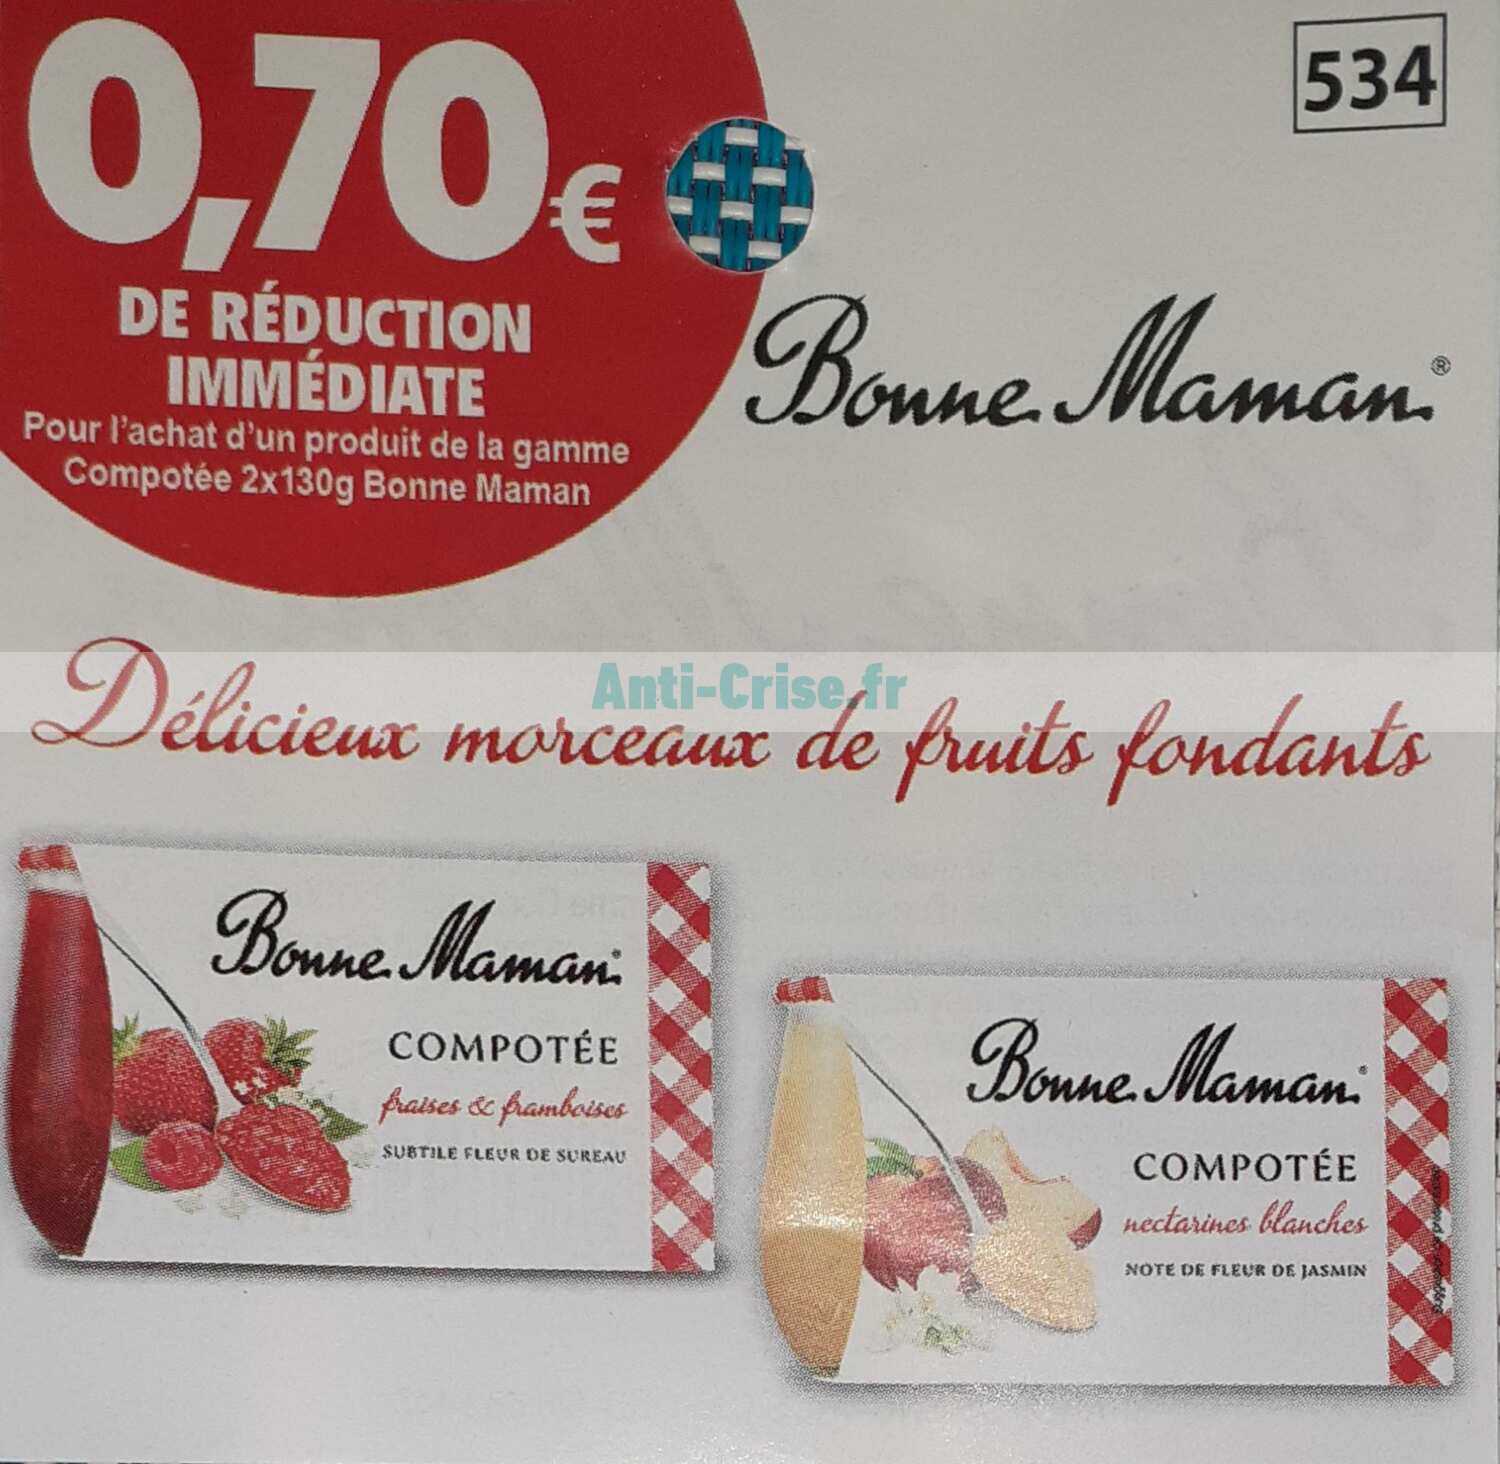 0,70€
DE RÉDUCTION
IMMÉDIATE
Pour l'achat d'un produit de la gamme
Compotée 2x130g Bonne Maman
534
Bonne Maman®
Anti-Crise.fr
Délicieux morceaux de fruits fondants
Bonne Maman®
COMPOTÉE
fraises & framboises
SUBTILE FLEUR DE SUREAU
Bonne Maman®
COMPOTÉE
nectarines blanches
NOTE DE FLEUR DE JASMIN